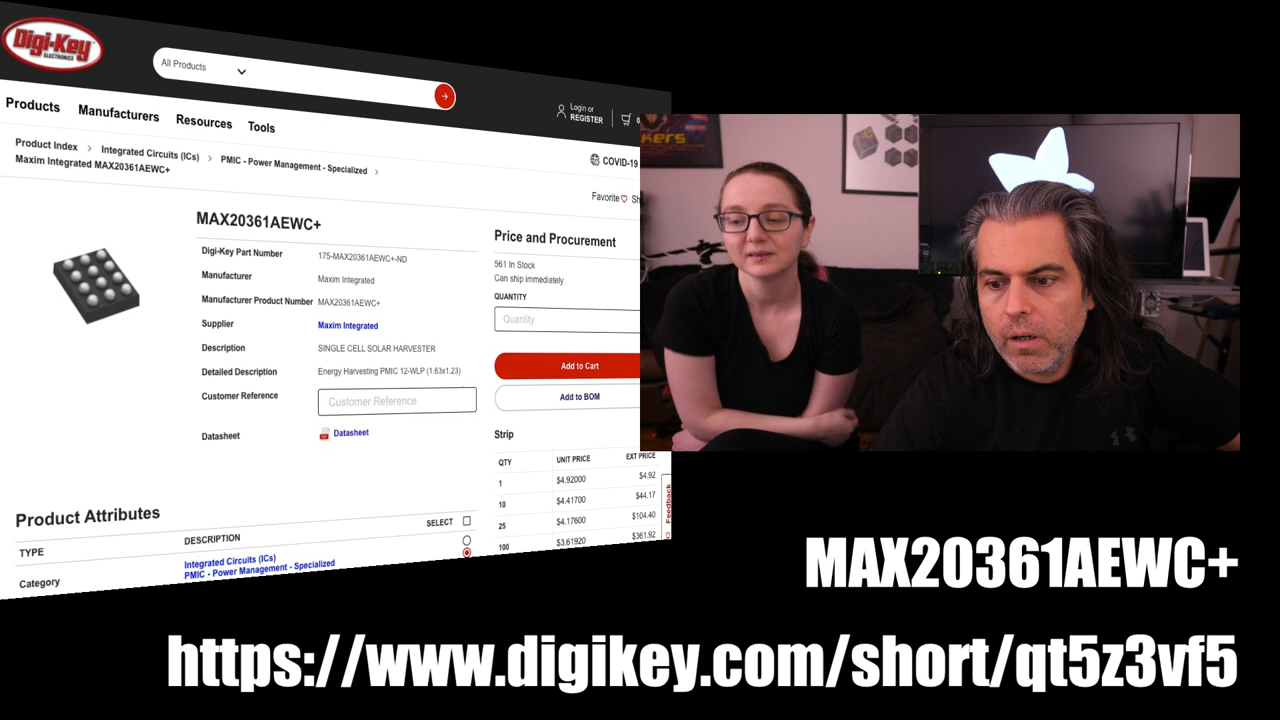 Digi-Key
ELECTRONICS
All Products
Login or
REGISTER
0
Products Manufacturers Resources Tools
Product Index > Integrated Circuits (ICs) > PMIC - Power Management - Specialized >
Maxim Integrated MAX20361AEWC+
COVID-19
Favorite Sh
MAX20361AEWC+
Digi-Key Part Number 175-MAX20361AEWC+-ND
Manufacturer Maxim Integrated
Manufacturer Product Number MAX20361AEWC+
Supplier Maxim Integrated
Description SINGLE CELL SOLAR HARVESTER
Detailed Description Energy Harvesting PMIC 12-WLP (1.63x1.23)
Customer Reference Customer Reference
Datasheet Datasheet
Price and Procurement
561 In Stock
Can ship immediately
QUANTITY
Quantity
Add to Cart
Add to BOM
Strip
QTY UNIT PRICE EXT PRICE
1 $4.92000 $4.92
10 $4.41700 $44.17
25 $4.17600 $104.40
100 $3.61920 $361.92
Feedback
Product Attributes
TYPE DESCRIPTION SELECT
Category Integrated Circuits (ICs)
PMIC - Power Management - Specialized
kers
MAX20361AEWC+
https://www.digikey.com/short/qt5z3vf5